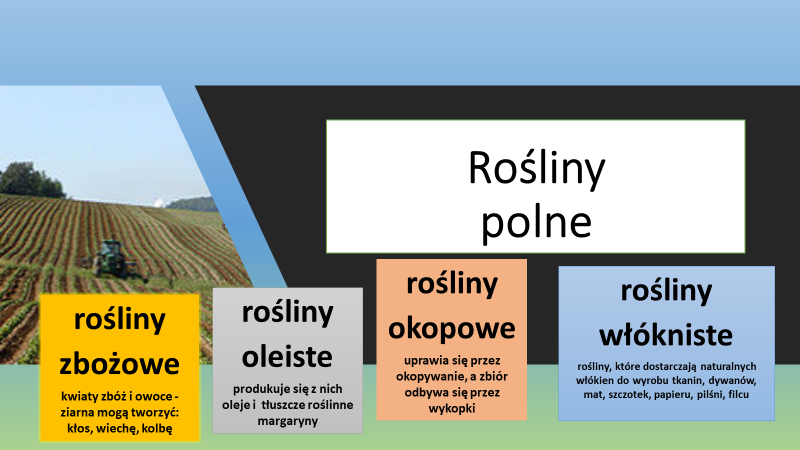 Rośliny
polne
rośliny
zbożowe
kwiaty zbóż i owoce -
ziarna mogą tworzyć:
kłos, wiechę, kolbę
rośliny
oleiste
produkuje się z nich
oleje i tłuszcze roślinne
margaryny
rośliny
okopowe
uprawia się przez
okopywanie, a zbiór
odbywa się przez
wykopki
rośliny
włókniste
rośliny, które dostarczają naturalnych
włókien do wyrobu tkanin, dywanów,
mat, szczotek, papieru, pilśni, filcu